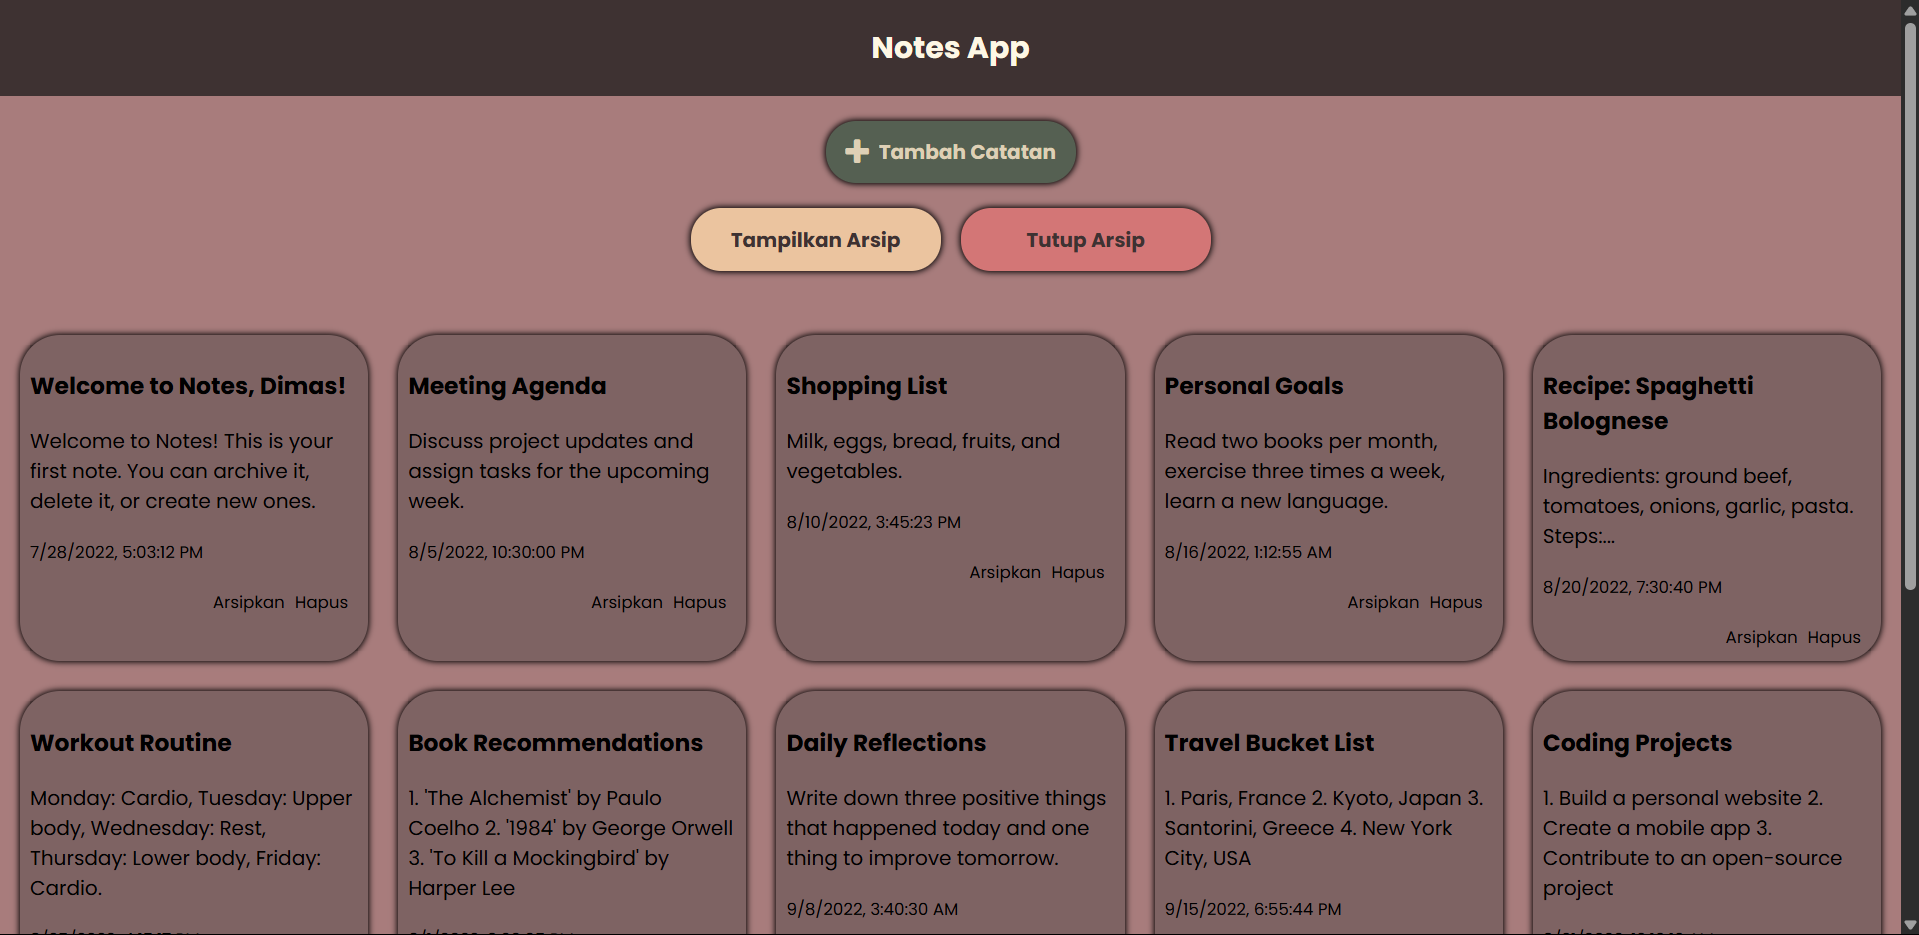 Notes App
Tambah Catatan
Tampilkan Arsip
Tutup Arsip
Welcome to Notes, Dimas!
Welcome to Notes! This is your
first note. You can archive it,
delete it, or create new ones.
7/28/2022, 5:03:12 PM
Arsipkan Hapus
Meeting Agenda
Discuss project updates and
assign tasks for the upcoming
week.
8/5/2022, 10:30:00 PM
Arsipkan Hapus
Shopping List
Milk, eggs, bread, fruits, and
vegetables.
8/10/2022, 3:45:23 PM
Arsipkan Hapus
Personal Goals
Read two books per month,
exercise three times a week,
learn a new language.
8/16/2022, 1:12:55 AM
Arsipkan Hapus
Recipe: Spaghetti
Bolognese
Ingredients: ground beef,
tomatoes, onions, garlic, pasta.
Steps:...
8/20/2022, 7:30:40 PM
Arsipkan Hapus
Workout Routine
Monday: Cardio, Tuesday: Upper
body, Wednesday: Rest,
Thursday: Lower body, Friday:
Cardio.
Book Recommendations
1. 'The Alchemist' by Paulo
Coelho 2. '1984' by George Orwell
3. 'To Kill a Mockingbird' by
Harper Lee
Daily Reflections
Write down three positive things
that happened today and one
thing to improve tomorrow.
9/8/2022, 3:40:30 AM
Travel Bucket List
1. Paris, France 2. Kyoto, Japan 3.
Santorini, Greece 4. New York
City, USA
9/15/2022, 6:55:44 PM
Coding Projects
1. Build a personal website 2.
Create a mobile app 3.
Contribute to an open-source
project